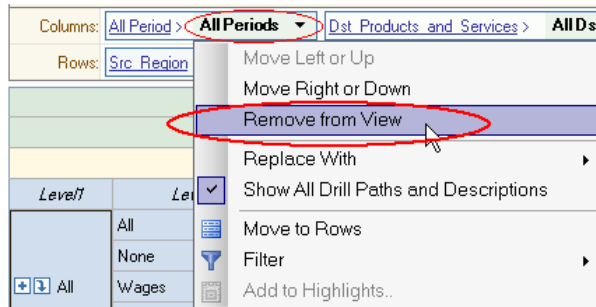 Columns: All Period > All Periods Dst Products and Services > All Ds
Rows: Src Region
Move Left or Up
Move Right or Down
Remove from View
Replace With
Show All Drill Paths and Descriptions
Move to Rows
Filter
Add to Highlights..
Level1 Le
All
None
All Wages